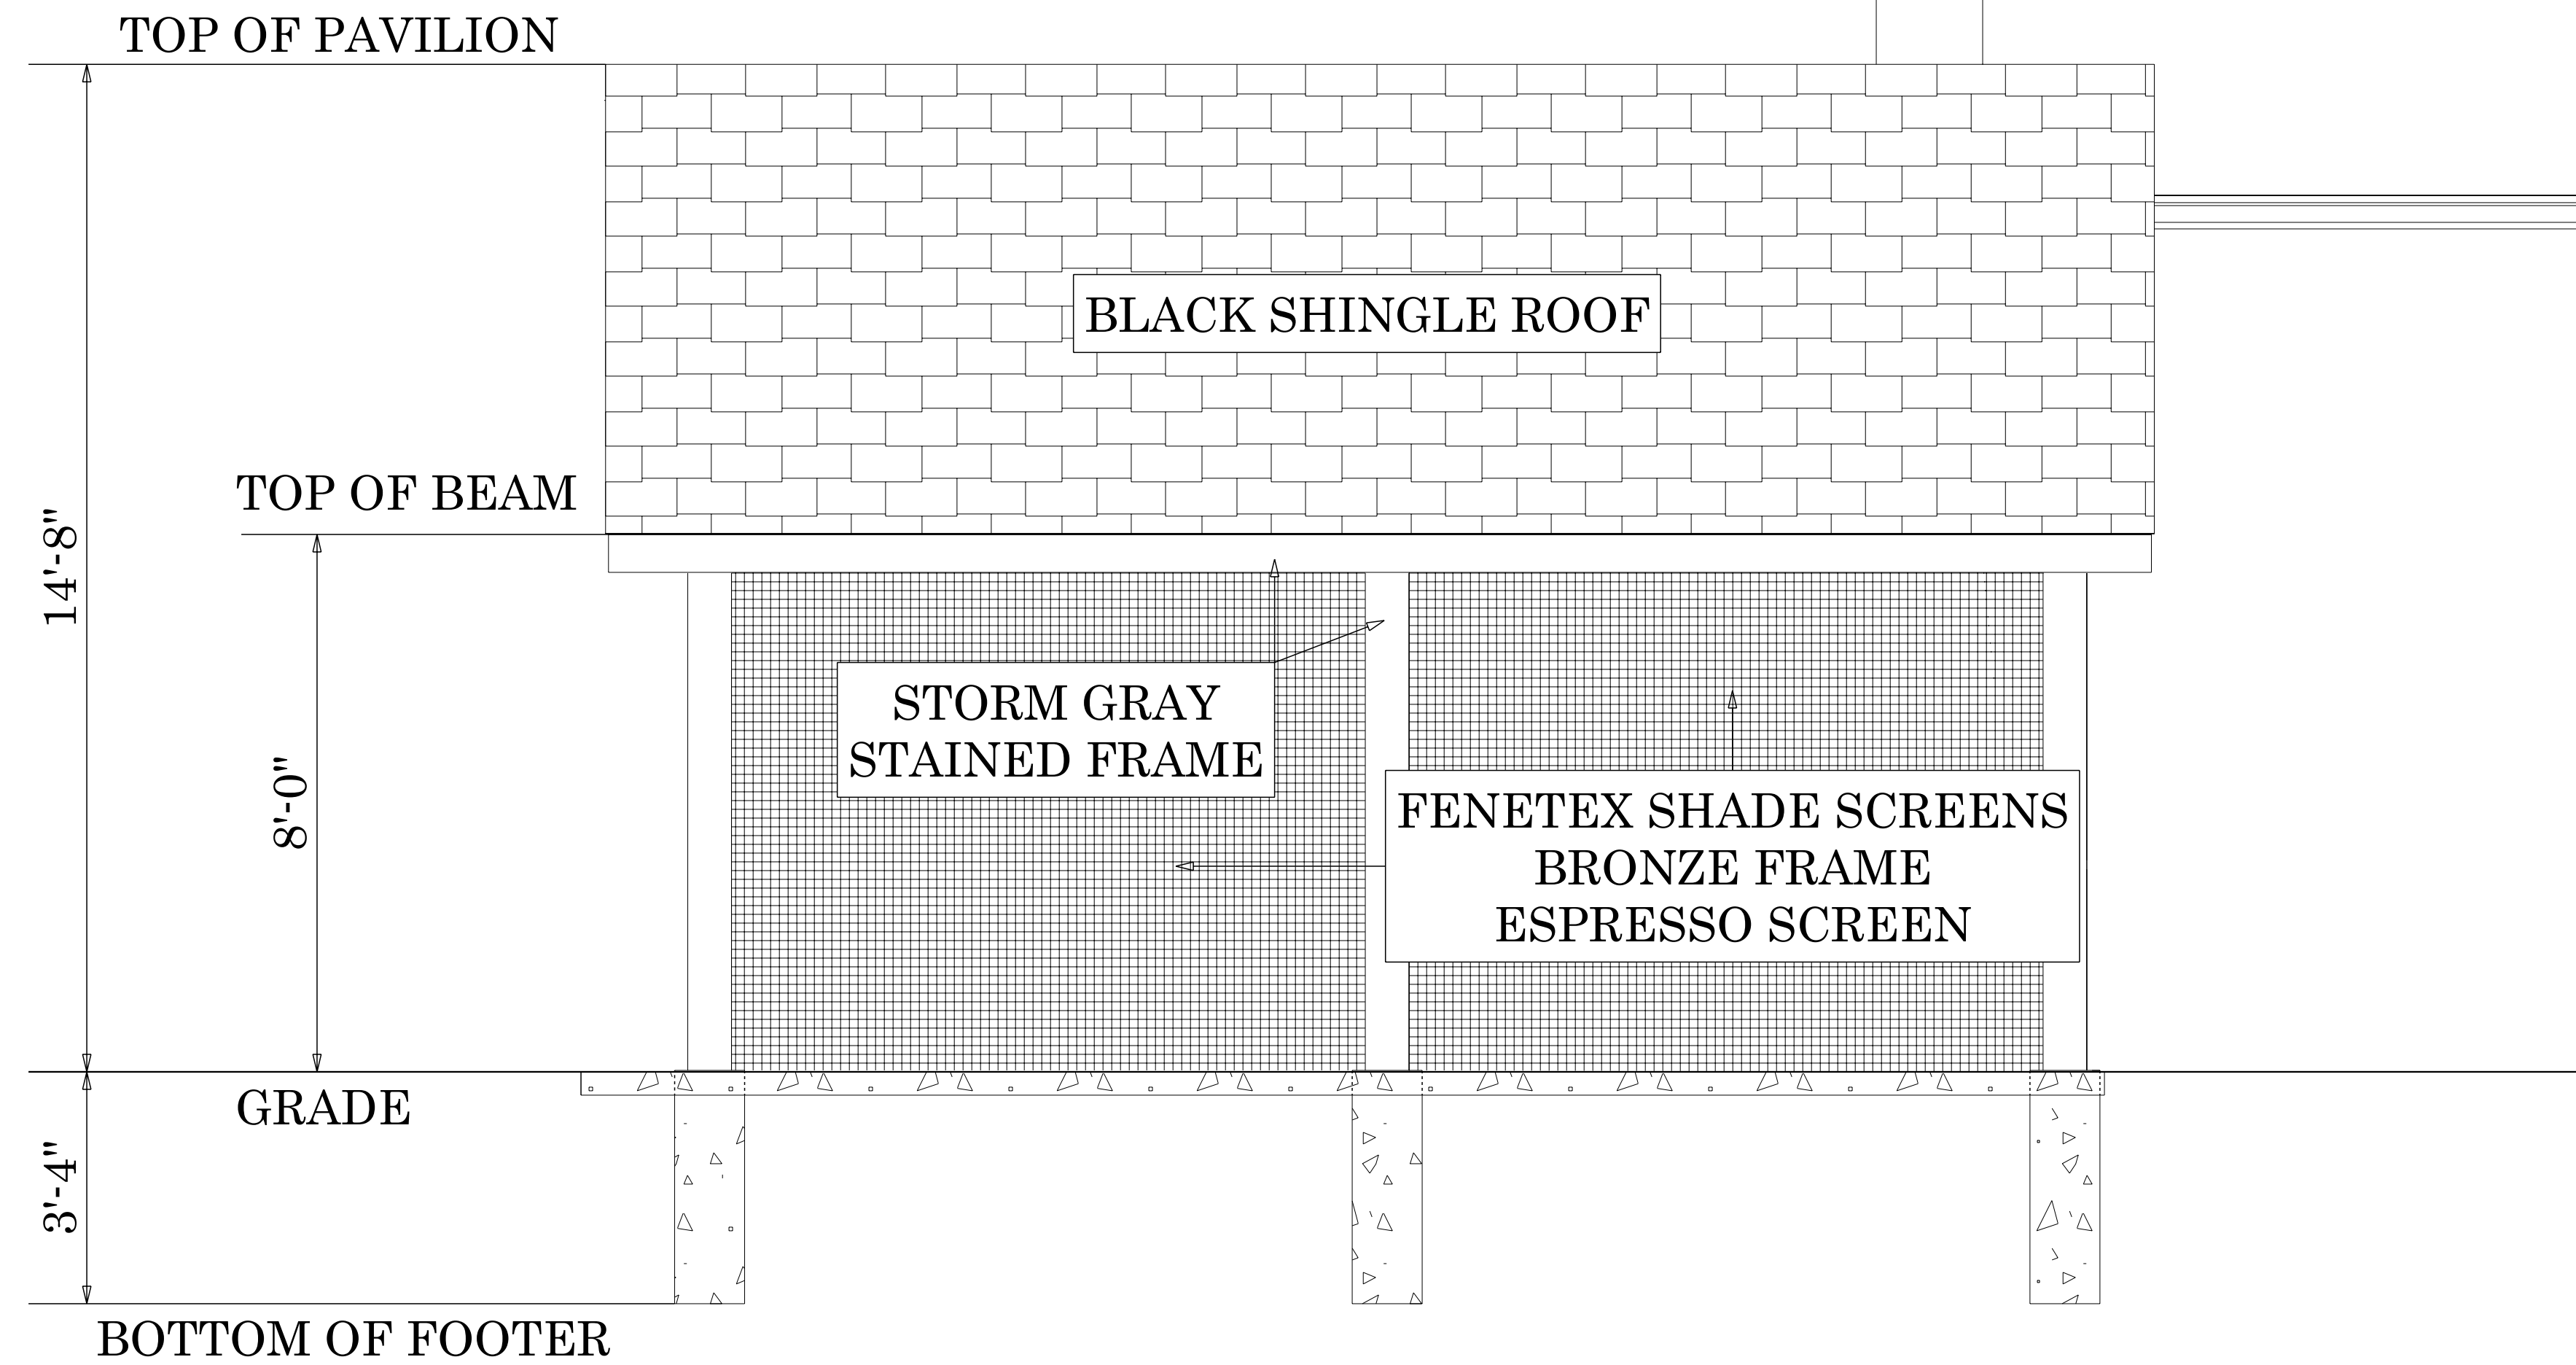 TOP OF PAVILION
BLACK SHINGLE ROOF
TOP OF BEAM
14'-8"
STORM GRAY
STAINED FRAME
8'-0"
FENETEX SHADE SCREENS
BRONZE FRAME
ESPRESSO SCREEN
GRADE
3'-4"
BOTTOM OF FOOTER